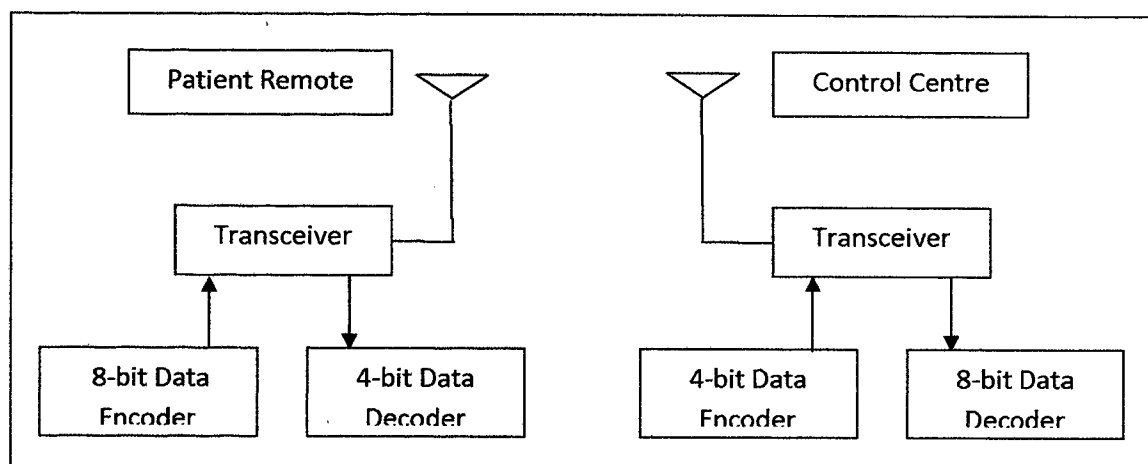 Patient Remote
Control Centre
Transceiver
Transceiver
8-bit Data
Encoder
4-bit Data
Decoder
4-bit Data
Encoder
8-bit Data
Decoder